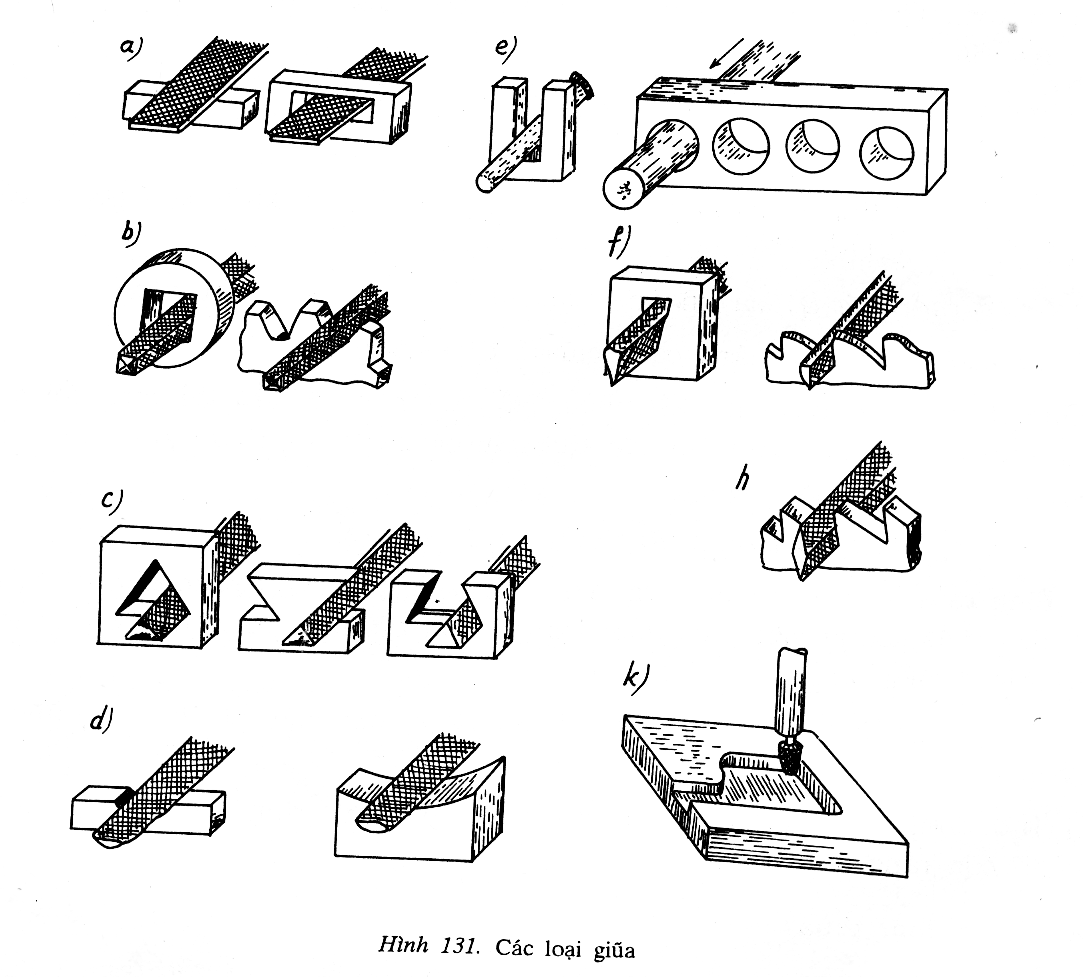 a)
e)
b)
f)
c)
h
d)
k)
Hình 131. Các loại giũa